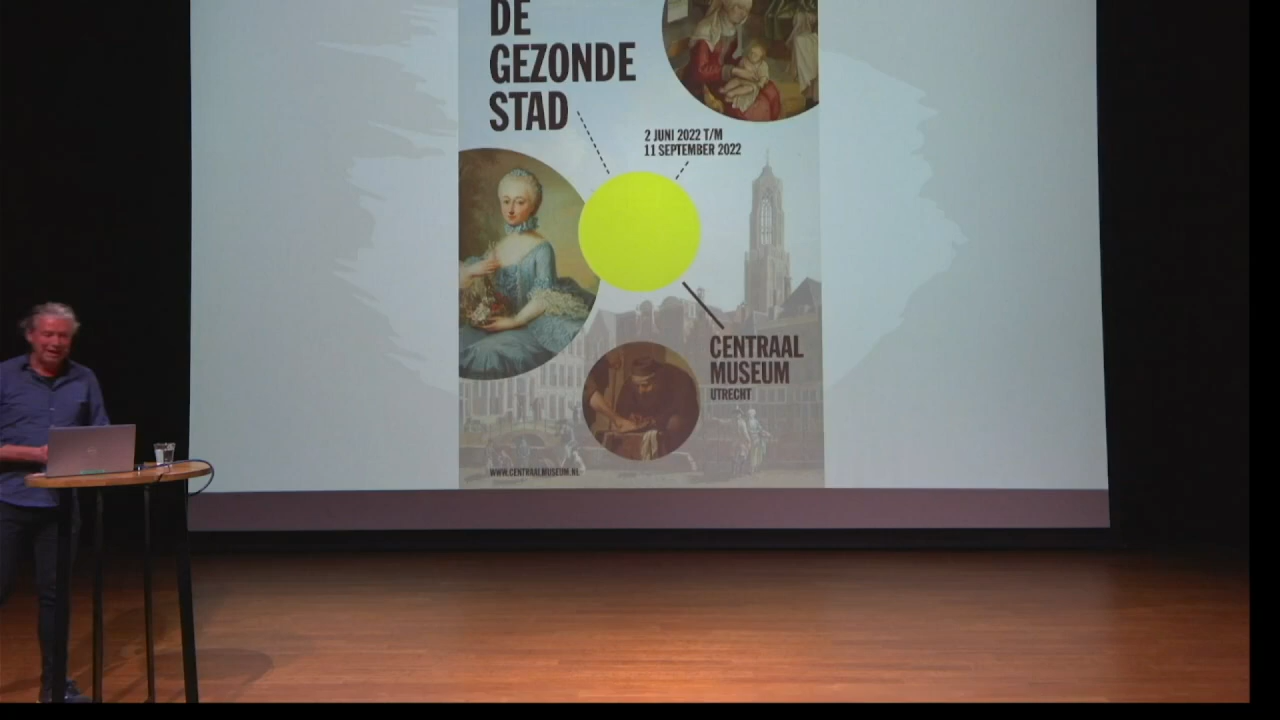 DE
GEZONDE
STAD
2 JUNI 2022 T/M
11 SEPTEMBER 2022
CENTRAAL
MUSEUM
UTRECHT
WWW.CENTRAALMUSEUM.NL